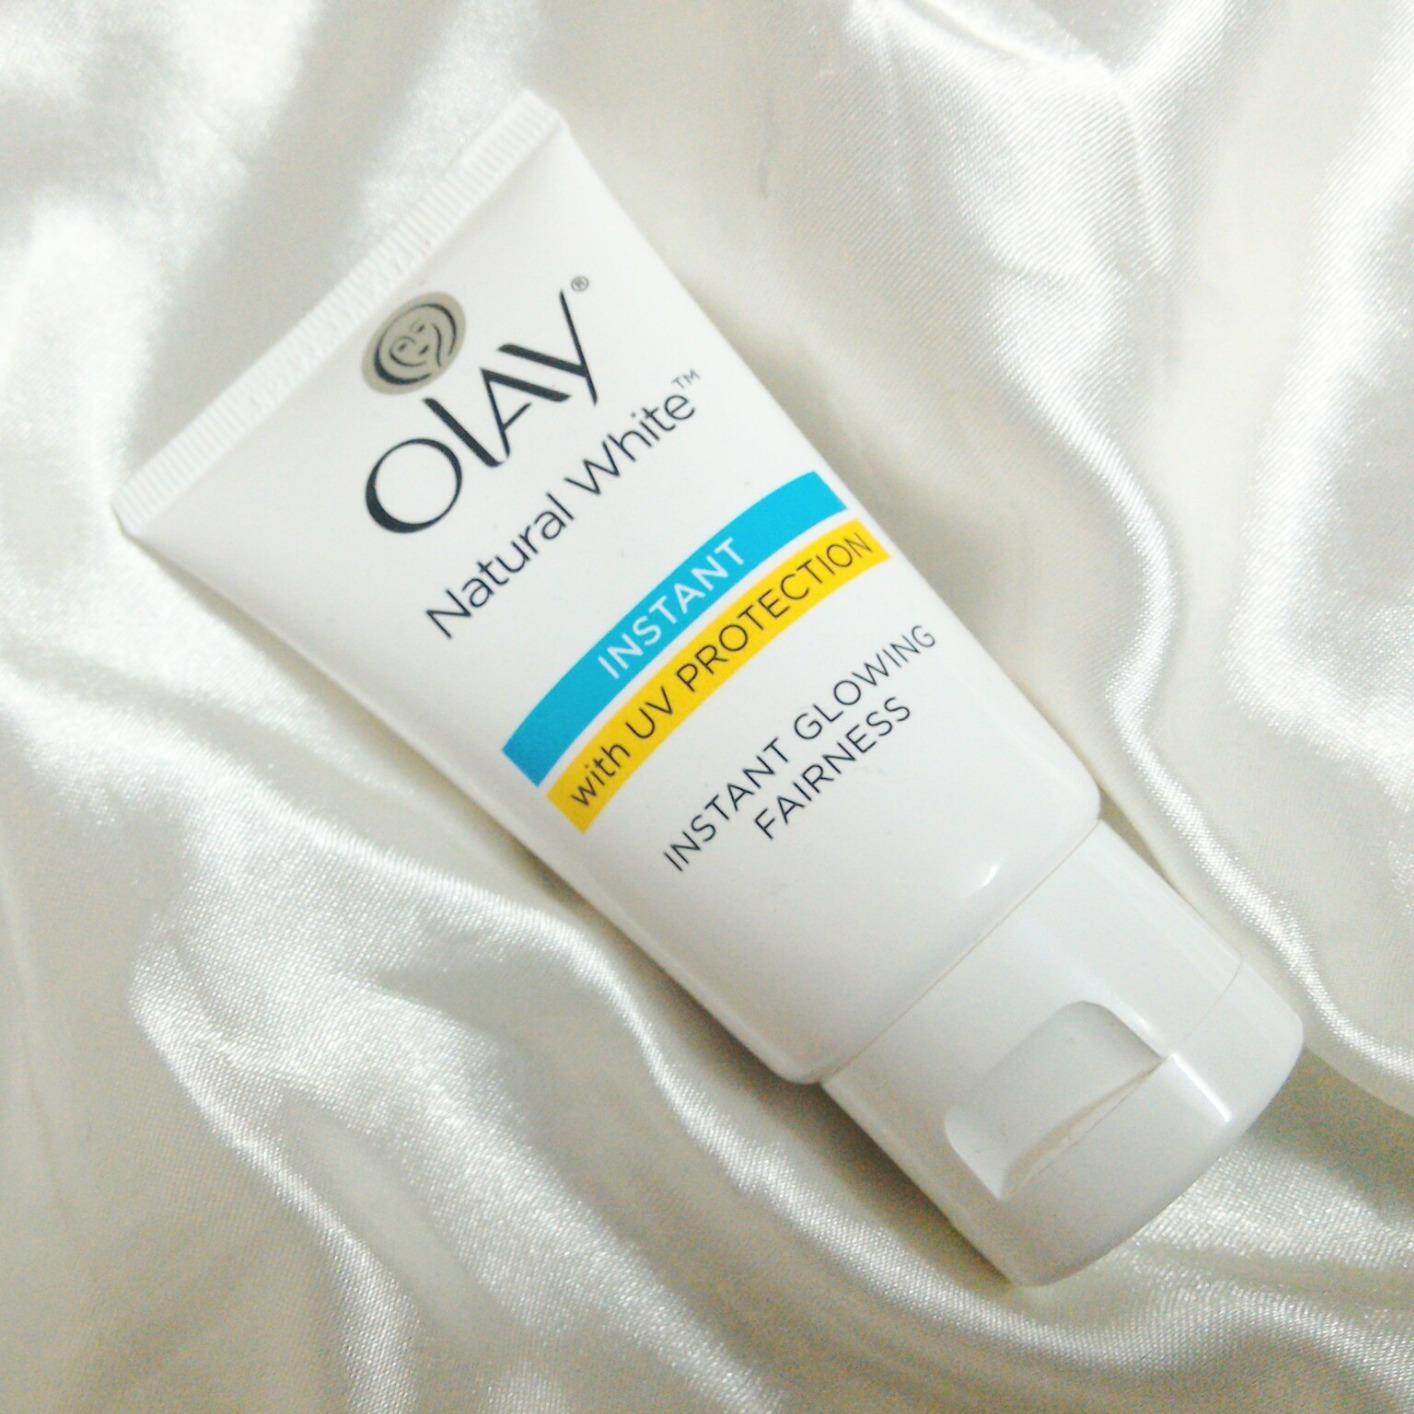 OLAY®
Natural White™
INSTANT
with UV PROTECTION
INSTANT GLOWING
FAIRNESS